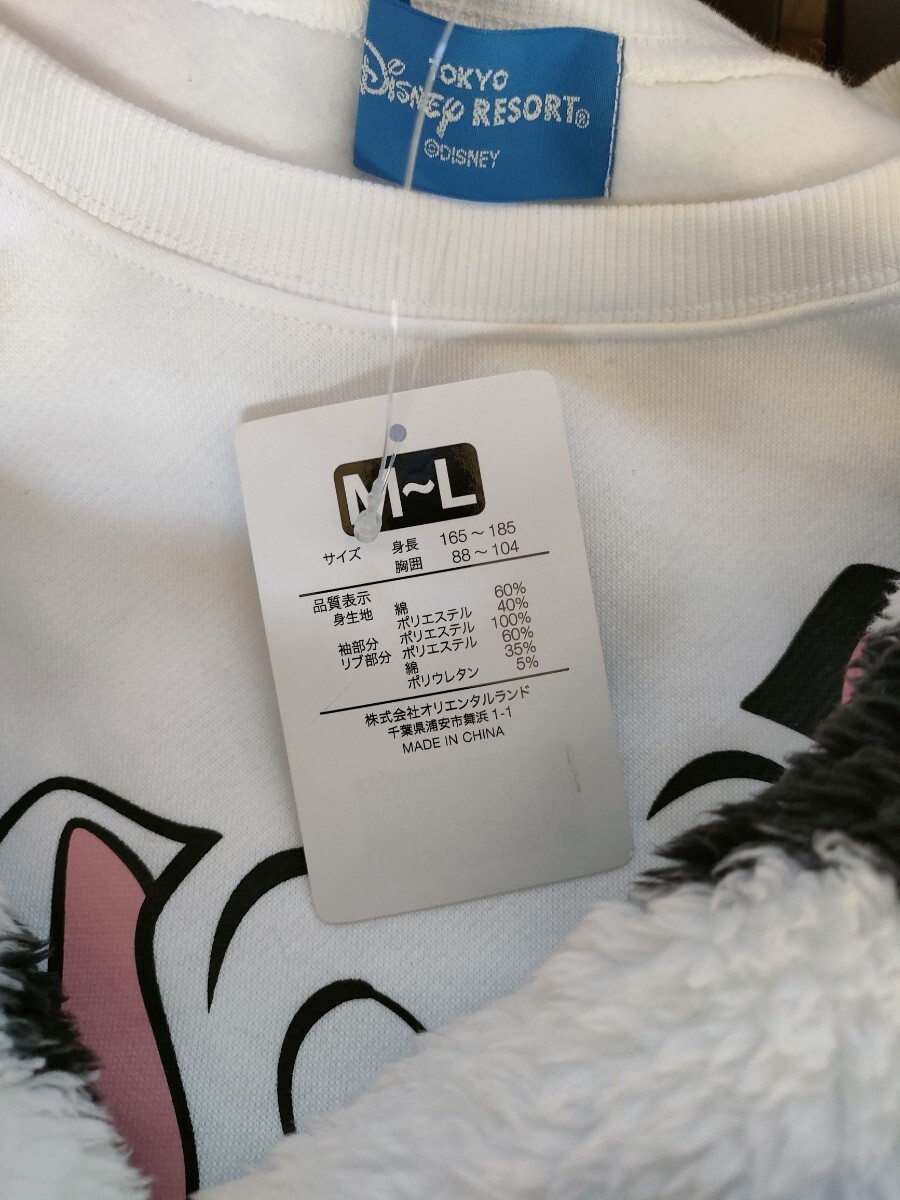 TOKYO
Disney RESORT®
©DISNEY
M~L
サイズ 身長 165～185
胸囲 88～104
品質表示
身生地 綿 60%
ポリエステル 40%
袖部分 ポリエステル 100%
リブ部分 ポリエステル 60%
綿 35%
ポリウレタン 5%
株式会社オリエンタルランド
千葉県浦安市舞浜 1-1
MADE IN CHINA